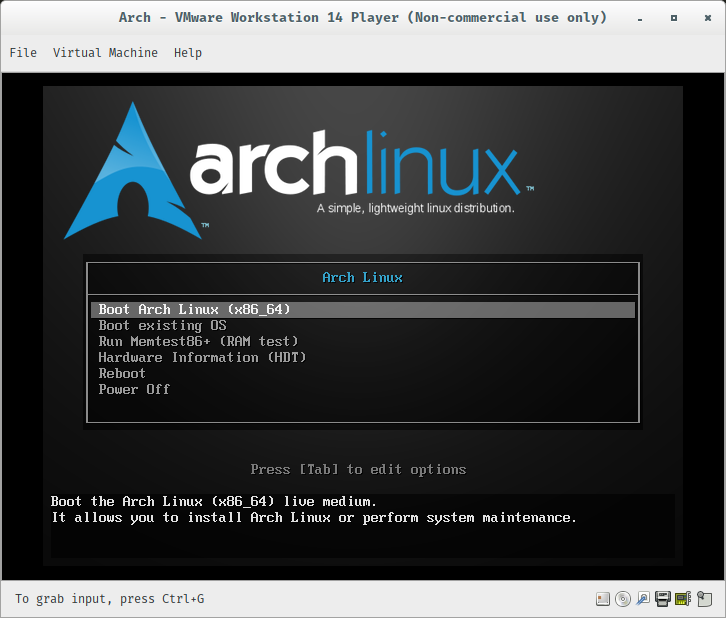 Arch - VMware Workstation 14 Player (Non-commercial use only)
File Virtual Machine Help
archlinux™
A simple, lightweight linux distribution.
™
Arch Linux
Boot Arch Linux (x86_64)
Boot existing OS
Run Memtest86+ (RAM test)
Hardware Information (HDT)
Reboot
Power Off
Press [Tab] to edit options
Boot the Arch Linux (x86_64) live medium.
It allows you to install Arch Linux or perform system maintenance.
To grab input, press Ctrl+G